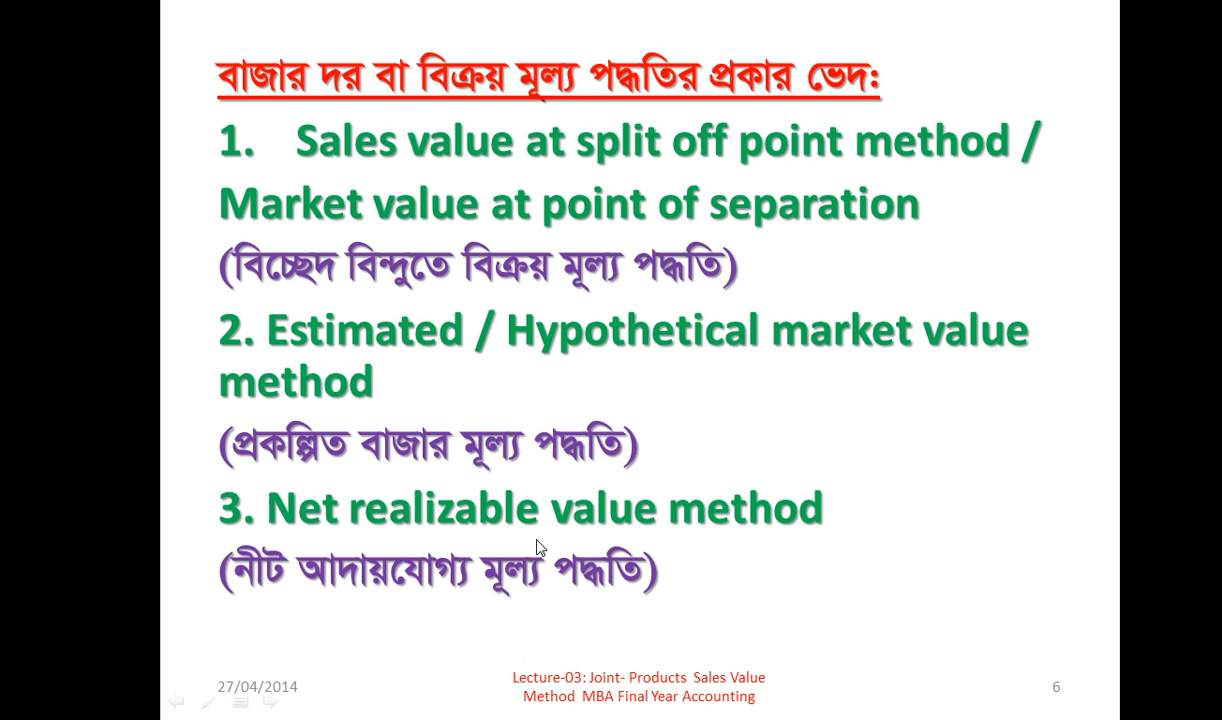 বাজার দর বা বিক্রয় মূল্য পদ্ধতির প্রকার ভেদঃ
1. Sales value at split off point method /
Market value at point of separation
(বিচ্ছেদ বিন্দুতে বিক্রয় মূল্য পদ্ধতি)
2. Estimated / Hypothetical market value
method
(প্রকল্পিত বাজার মূল্য পদ্ধতি)
3. Net realizable value method
(নীট আদায়যোগ্য মূল্য পদ্ধতি)
27/04/2014
Lecture-03: Joint- Products Sales Value
Method MBA Final Year Accounting
6